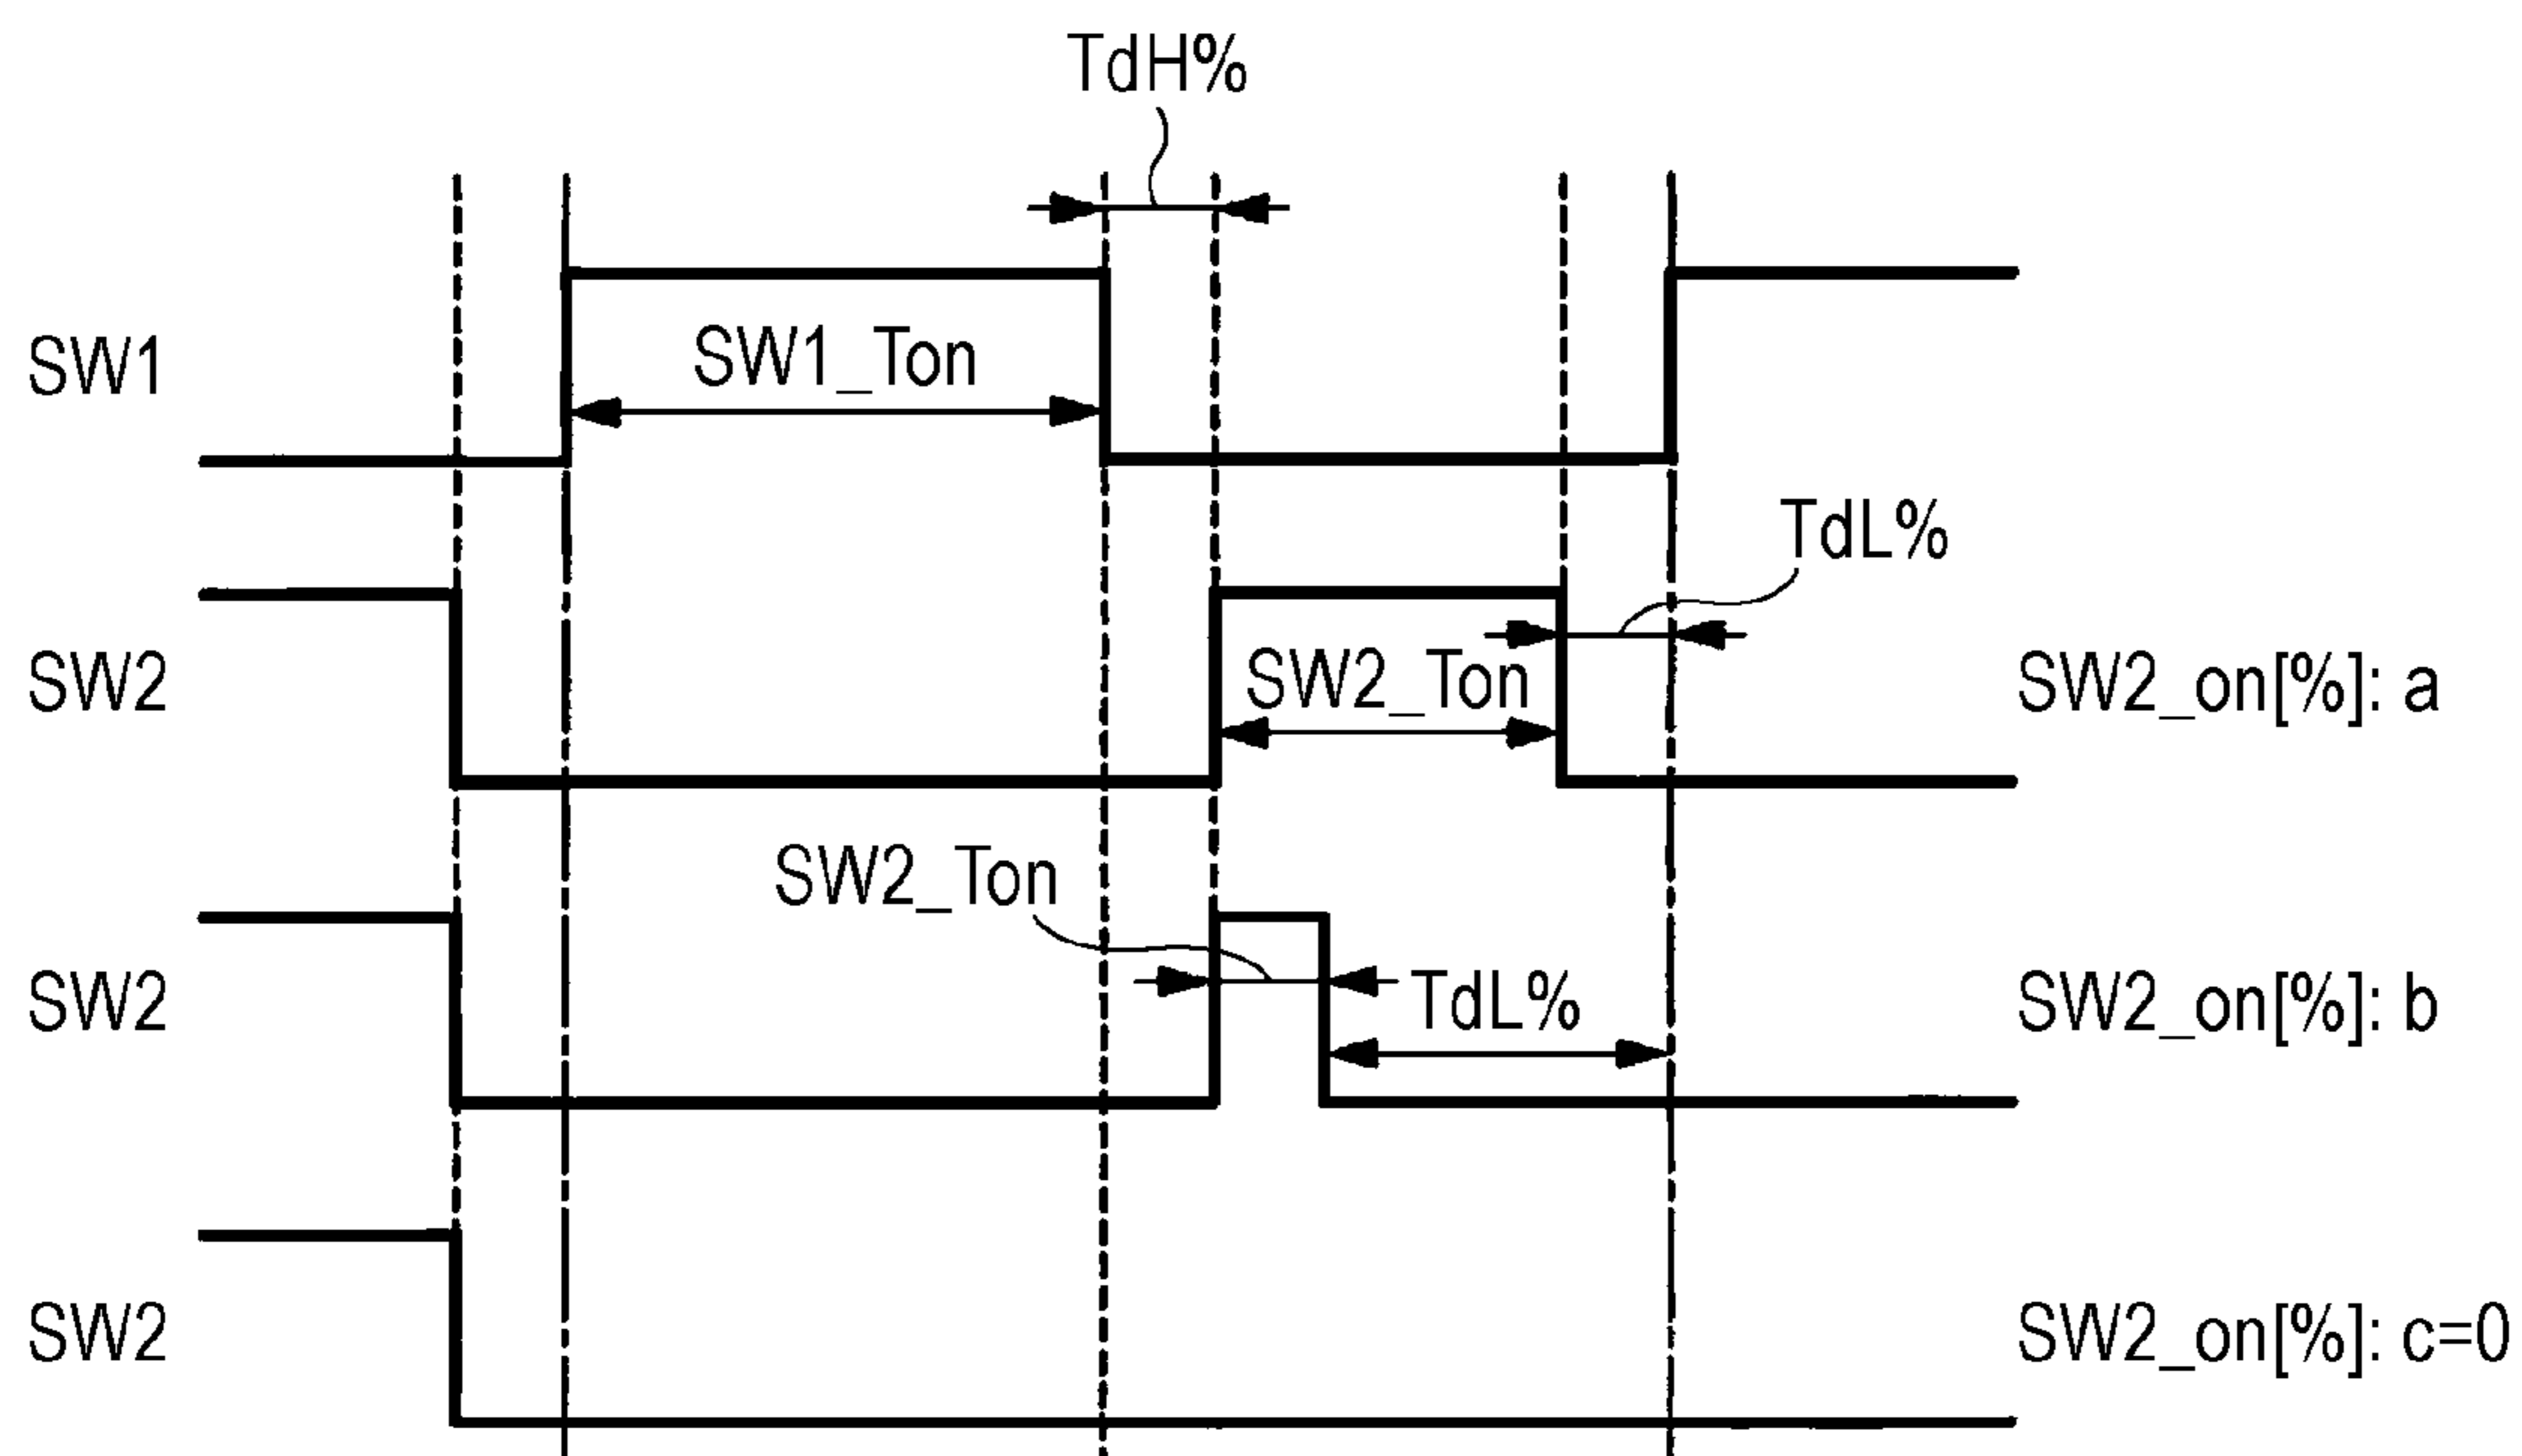 TdH%
SW1
SW1_Ton
TdL%
SW2
SW2_Ton
SW2_on[%]: a
SW2_Ton
SW2
TdL%
SW2_on[%]: b
SW2
SW2_on[%]: c=0